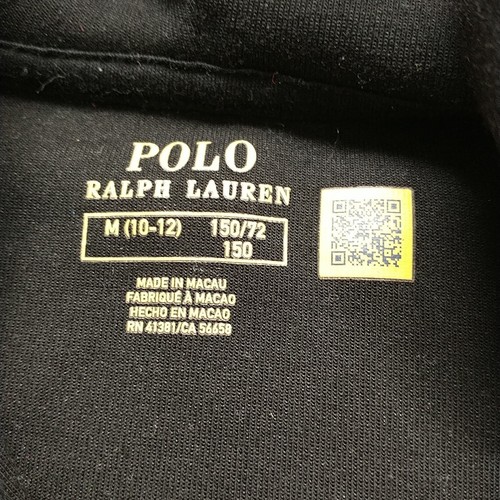 POLO
RALPH LAUREN
M (10-12) 150/72
150
MADE IN MACAU
FABRIQUÉ À MACAO
HECHO EN MACAO
RN 41381/CA 56658